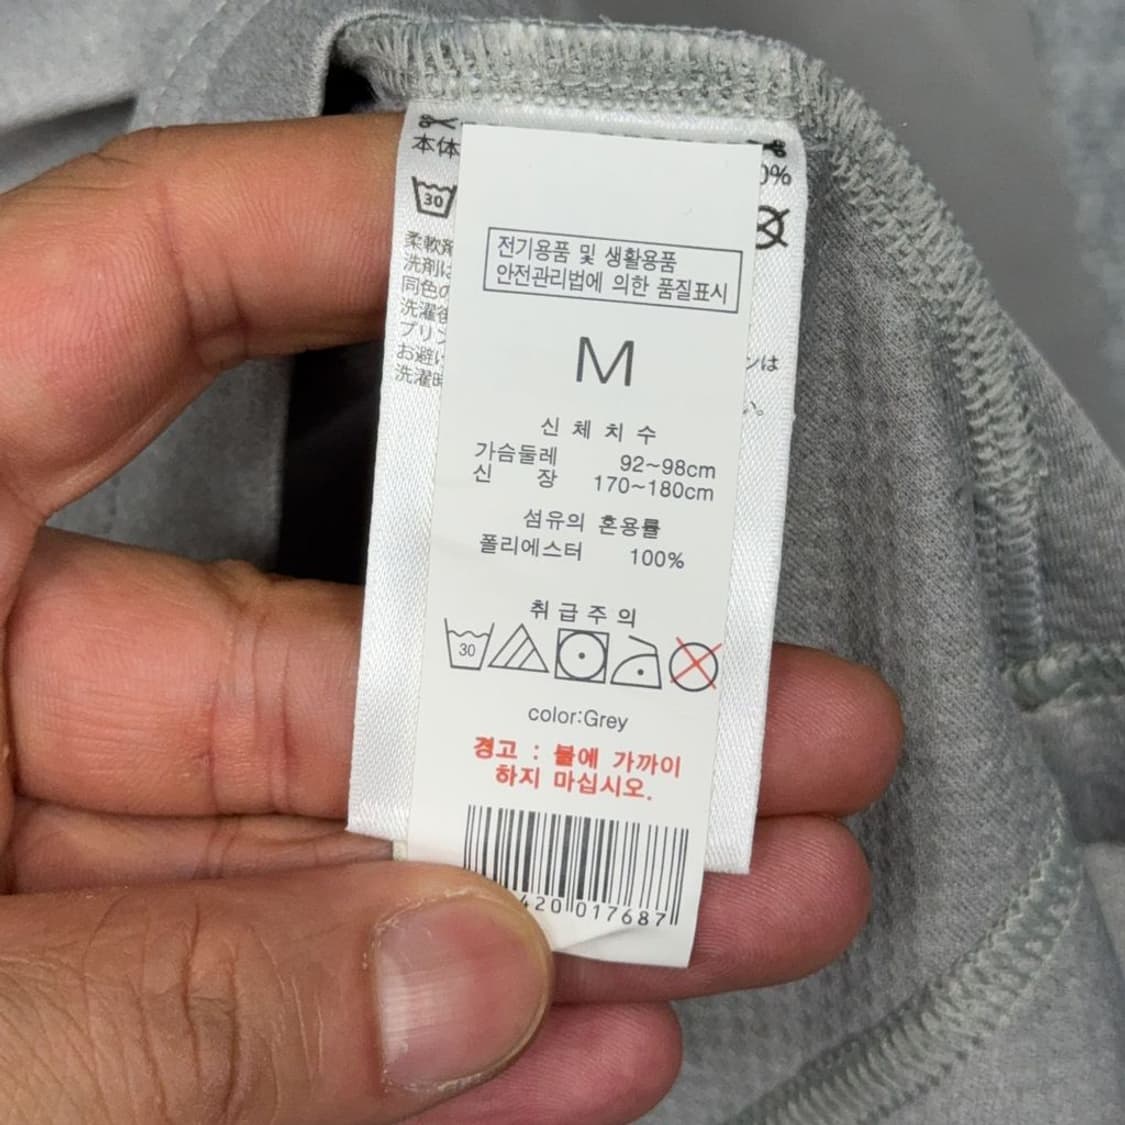 本体
0%
30
柔軟剤
洗剤は
同色の
洗濯後
プリン
お避け
洗濯時
ンは
い。
전기용품 및 생활용품
안전관리법에 의한 품질표시
M
신 체 치 수
가슴둘레 92~98cm
신 장 170~180cm
섬유의 혼용률
폴리에스터 100%
취 급 주 의
30
color:Grey
경고 : 불에 가까이
하지 마십시오.
420 017687